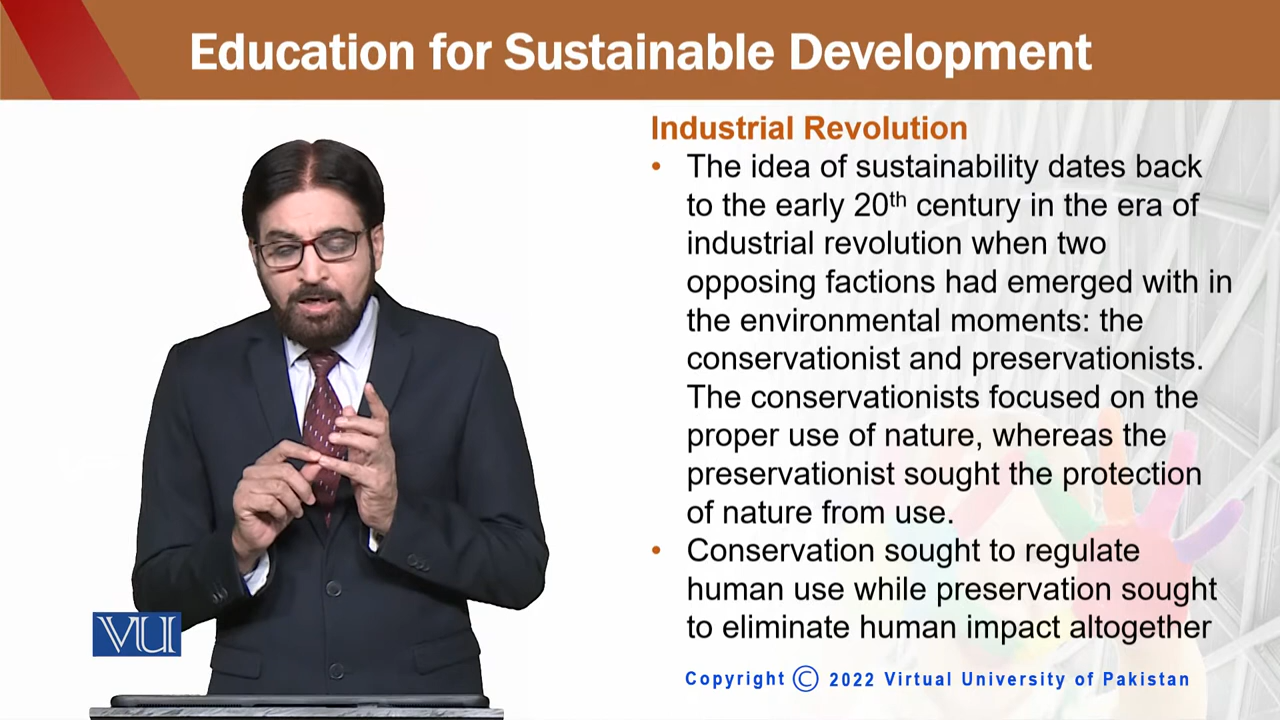 Education for Sustainable Development
Industrial Revolution
• The idea of sustainability dates back
to the early 20th century in the era of
industrial revolution when two
opposing factions had emerged with in
the environmental moments: the
conservationist and preservationists.
The conservationists focused on the
proper use of nature, whereas the
preservationist sought the protection
of nature from use.
• Conservation sought to regulate
human use while preservation sought
to eliminate human impact altogether
VU
Copyright © 2022 Virtual University of Pakistan